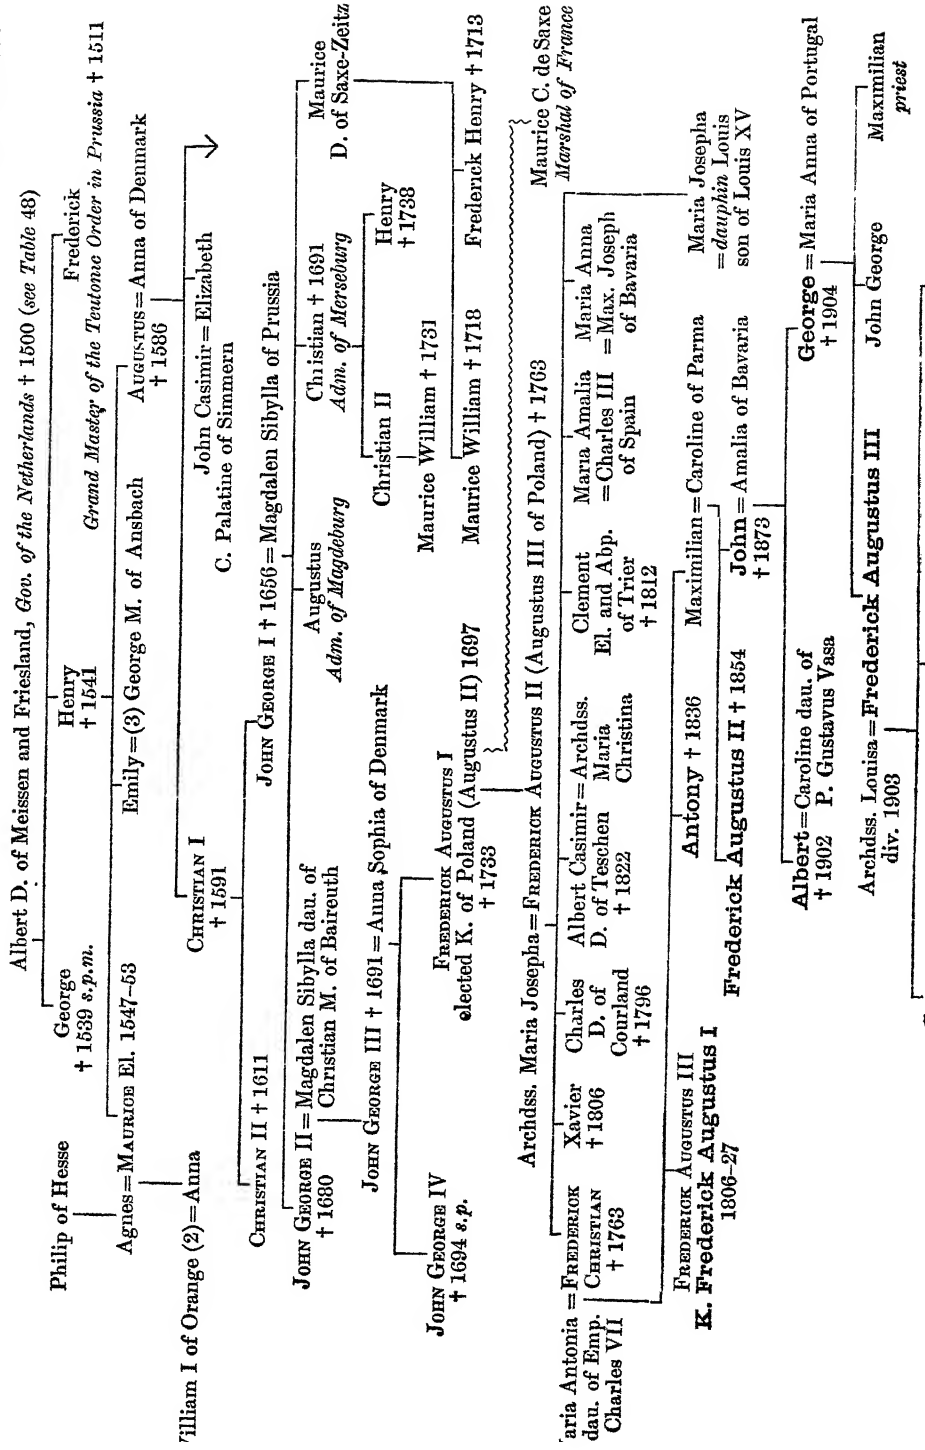 Albert D. of Meissen and Friesland, Gov. of the Netherlands † 1500 (see Table 48)
Philip of Hesse
George
† 1539 s.p.m.
Henry
† 1541
Frederick
Grand Master of the Teutonic Order in Prussia † 1511
Agnes = MAURICE El. 1547–53
Emily = (3) George M. of Ansbach
AUGUSTUS = Anna of Denmark
† 1586
William I of Orange (2) = Anna
CHRISTIAN I
† 1591
John Casimir = Elizabeth
C. Palatine of Simmern
CHRISTIAN II † 1611
JOHN GEORGE I † 1656 = Magdalen Sibylla of Prussia
JOHN GEORGE II = Magdalen Sibylla dau. of
† 1680
Christian M. of Baireuth
Augustus
Adm. of Magdeburg
Christian † 1691
Adm. of Merseburg
Maurice
D. of Saxe-Zeitz
JOHN GEORGE III † 1691 = Anna Sophia of Denmark
Christian II
Henry
† 1738
Maurice William † 1731
JOHN GEORGE IV
† 1694 s.p.
FREDERICK AUGUSTUS I
elected K. of Poland (Augustus II) 1697
† 1733
Maurice William † 1718
Frederick Henry † 1713
Archdss. Maria Josepha = FREDERICK AUGUSTUS II (Augustus III of Poland) † 1763
Maurice C. de Saxe
Marshal of France
Maria Antonia = FREDERICK
dau. of Emp.
Charles VII
CHRISTIAN
† 1763
Xavier
† 1806
Charles
D. of
Courland
† 1796
Albert Casimir = Archdss.
D. of Teschen
† 1822
Maria
Christina
Clement
El. and Abp.
of Trier
† 1812
Maria Amalia
= Charles III
of Spain
Maria Anna
= Max. Joseph
of Bavaria
Maria Josepha
= dauphin Louis
son of Louis XV
FREDERICK AUGUSTUS III
K. Frederick Augustus I
1806–27
Antony † 1836
Maximilian = Caroline of Parma
Frederick Augustus II † 1854
John = Amalia of Bavaria
† 1873
Albert = Caroline dau. of
† 1902
P. Gustavus Vasa
George = Maria Anna of Portugal
† 1904
Archdss. Louisa = Frederick Augustus III
div. 1903
John George
Maximilian
priest